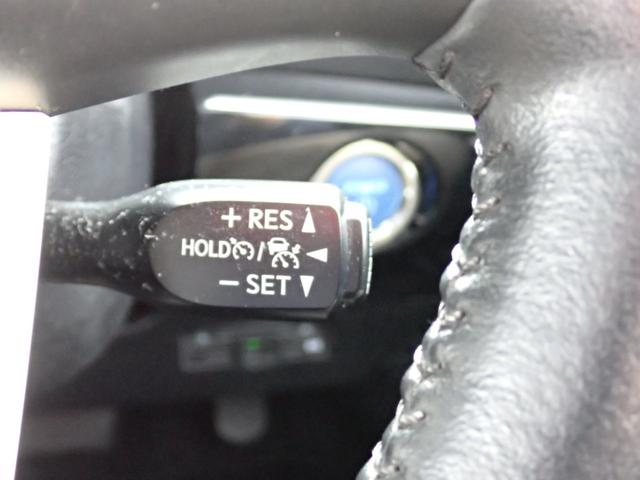 + RES
HOLD /
- SET